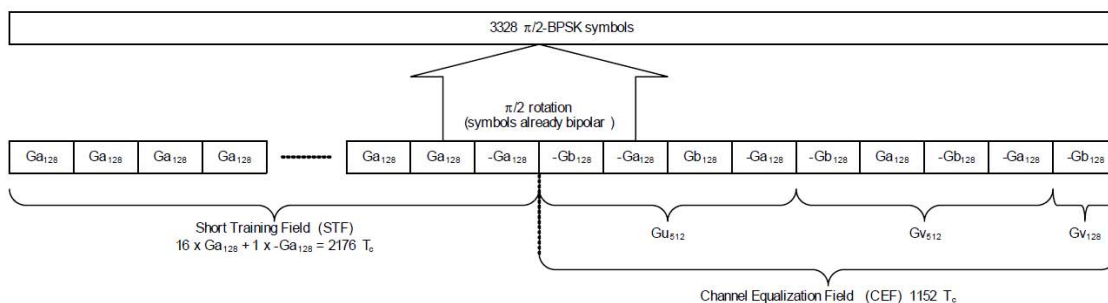 3328 π/2-BPSK symbols
π/2 rotation
(symbols already bipolar )
Ga128 Ga128 Ga128 Ga128 Ga128 Ga128 -Ga128 -Gb128 -Ga128 Gb128 -Ga128 -Gb128 Ga128 -Gb128 -Ga128 -Gb128
Short Training Field (STF)
16 x Ga128 + 1 x -Ga128 = 2176 Tc
Gu512 Gv512 Gv128
Channel Equalization Field (CEF) 1152 Tc